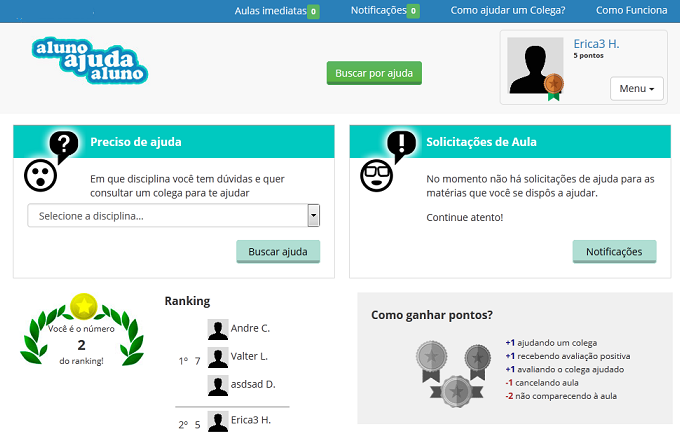 Aulas imediatas 0 Notificações 0 Como ajudar um Colega? Como Funciona
aluno
ajuda
aluno
Buscar por ajuda
Erica3 H.
5 pontos
Menu
? Preciso de ajuda
Em que disciplina você tem dúvidas e quer
consultar um colega para te ajudar
Selecione a disciplina...
Buscar ajuda
! Solicitações de Aula
No momento não há solicitações de ajuda para as
matérias que você se dispôs a ajudar.
Continue atento!
Notificações
Você é o número
2
do ranking!
Ranking
Andre C.
1º 7 Valter L.
asdsad D.
2º 5 Erica3 H.
Como ganhar pontos?
+1 ajudando um colega
+1 recebendo avaliação positiva
+1 avaliando o colega ajudado
-1 cancelando aula
-2 não comparecendo à aula